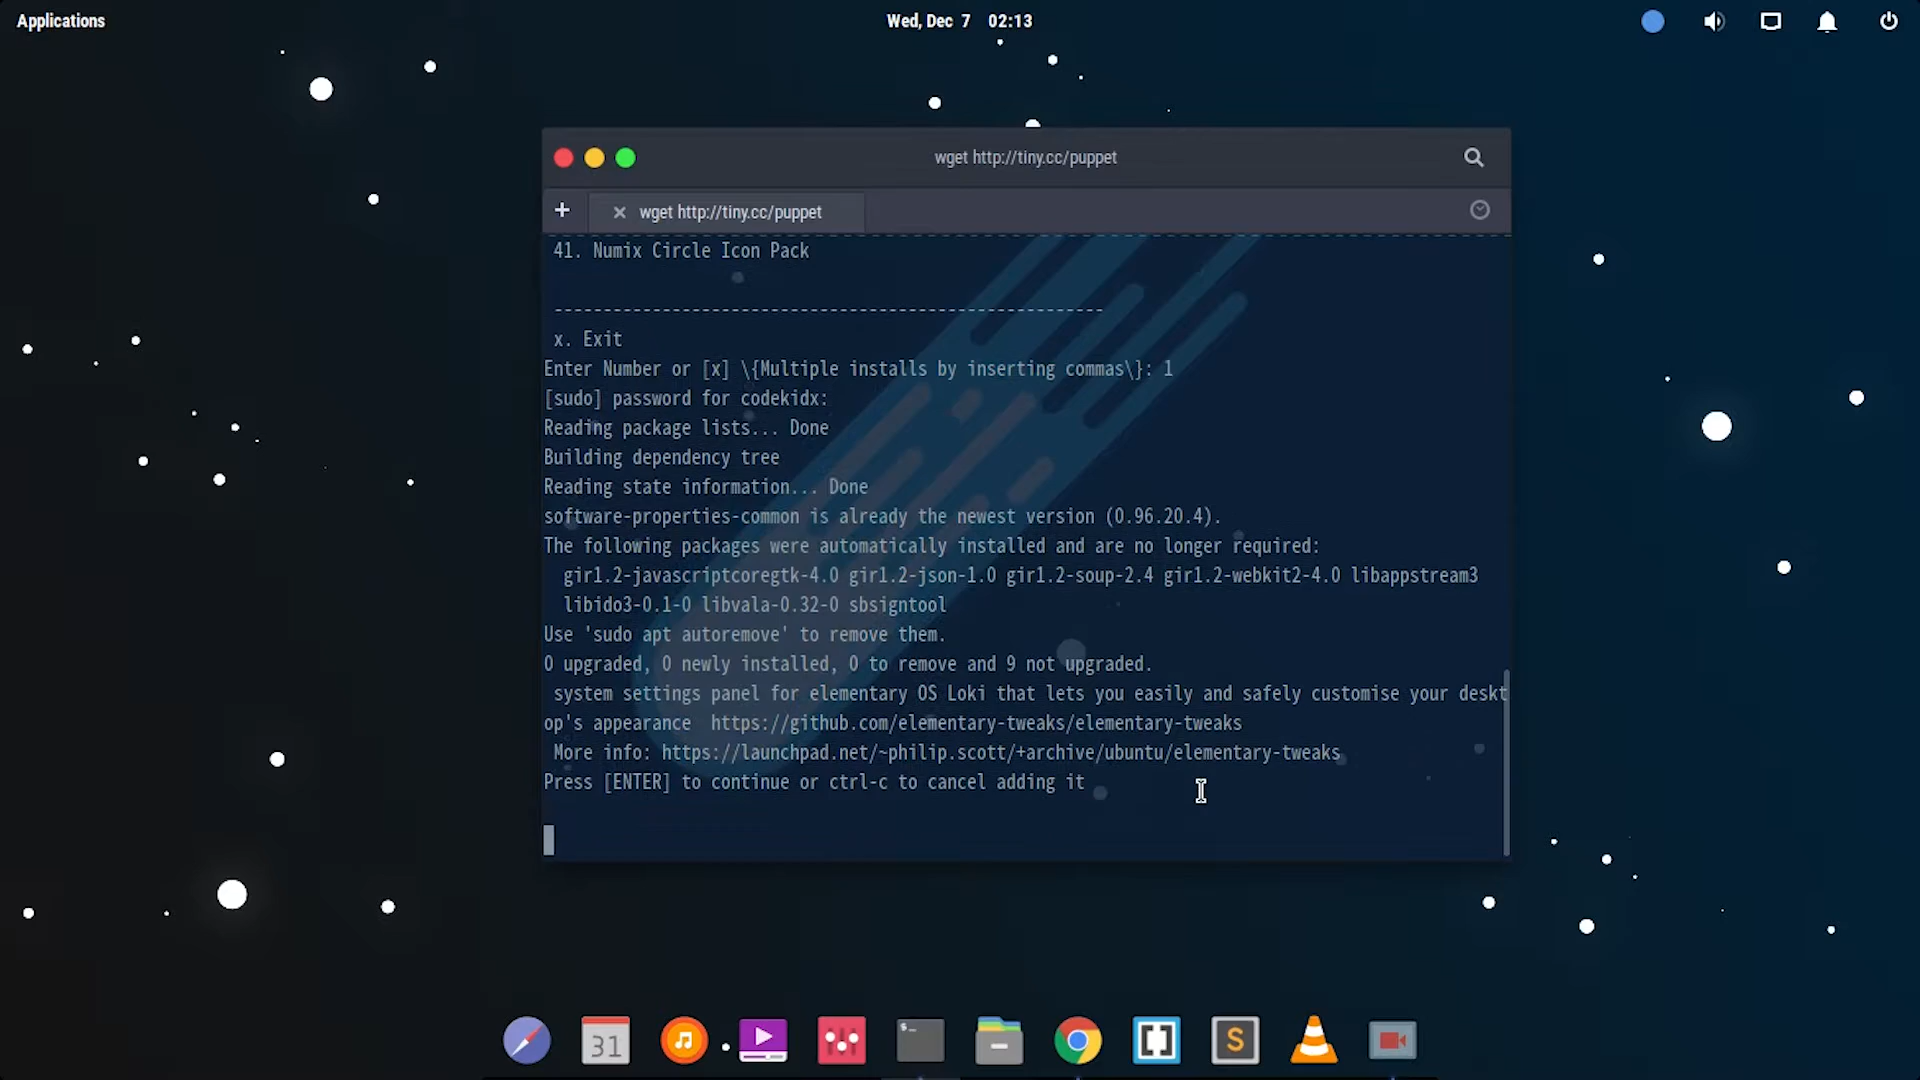 Applications
Wed, Dec 7 02:13
wget http://tiny.cc/puppet
wget http://tiny.cc/puppet
41. Numix Circle Icon Pack
--------------------------------------------------------
x. Exit
Enter Number or [x] \{Multiple installs by inserting commas\}: 1
[sudo] password for codekidx:
Reading package lists... Done
Building dependency tree
Reading state information... Done
software-properties-common is already the newest version (0.96.20.4).
The following packages were automatically installed and are no longer required:
gir1.2-javascriptcoregtk-4.0 gir1.2-json-1.0 gir1.2-soup-2.4 gir1.2-webkit2-4.0 libappstream3
libido3-0.1-0 libvala-0.32-0 sbsigntool
Use 'sudo apt autoremove' to remove them.
0 upgraded, 0 newly installed, 0 to remove and 9 not upgraded.
system settings panel for elementary OS Loki that lets you easily and safely customise your deskt
op's appearance https://github.com/elementary-tweaks/elementary-tweaks
More info: https://launchpad.net/~philip.scott/+archive/ubuntu/elementary-tweaks
Press [ENTER] to continue or ctrl-c to cancel adding it
31
S